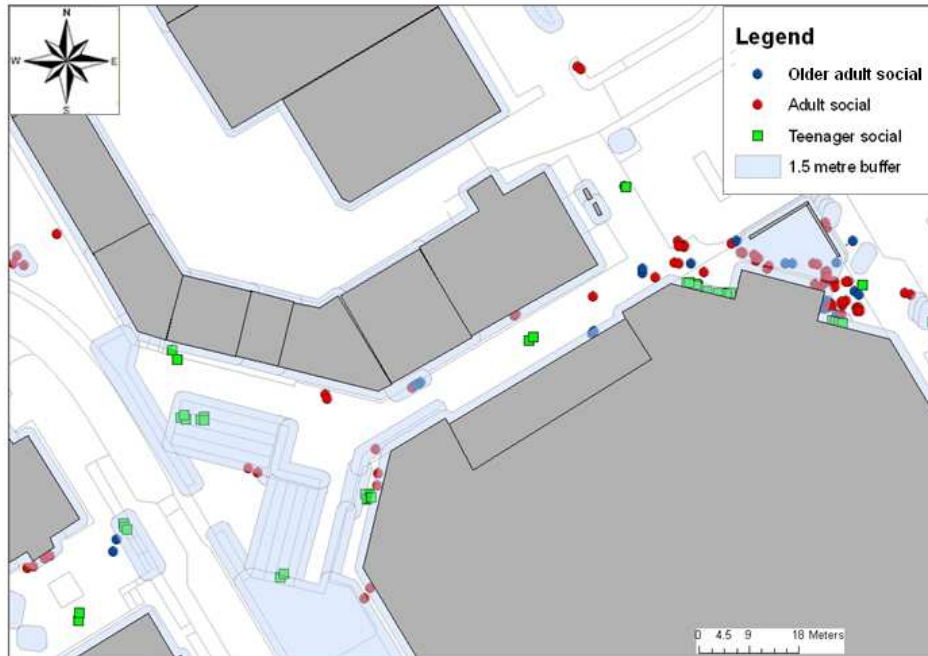 N
W E
S
Legend
Older adult social
Adult social
Teenager social
1.5 metre buffer
0 4.5 9 18 Meters